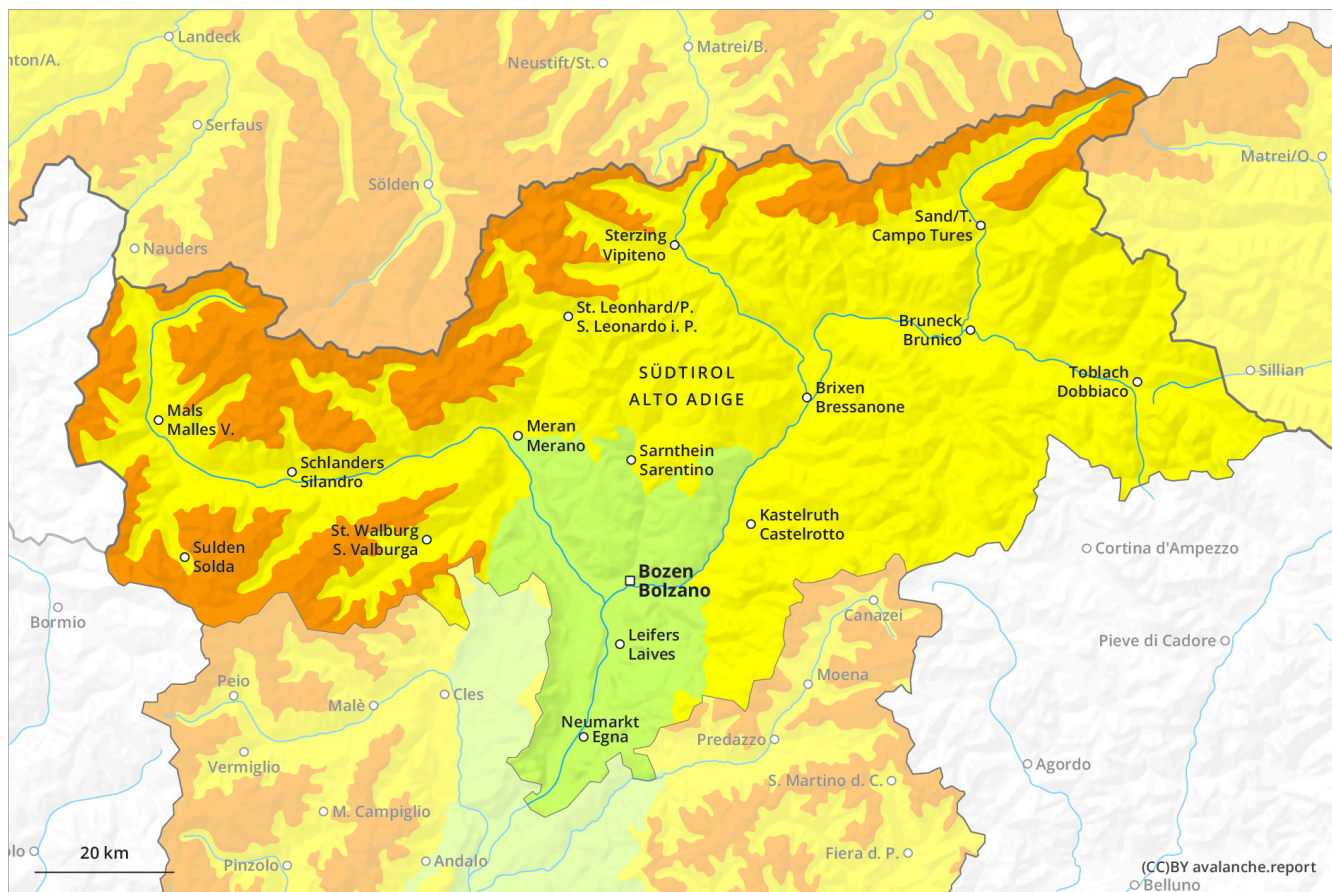 Landeck
nton/A.
Matrei/B.
Neustift/St.
Serfaus
Matrei/O.
Sölden
Sand/T.
Campo Tures
Sterzing
Vipiteno
Nauders
St. Leonhard/P.
S. Leonardo i. P.
Bruneck
Brunico
SÜDTIROL
ALTO ADIGE
Toblach
Dobbiaco
Sillian
Brixen
Bressanone
Mals
Malles V.
Meran
Merano
Sarnthein
Sarentino
Schlanders
Silandro
Kastelruth
Castelrotto
St. Walburg
S. Valburga
Sulden
Solda
Cortina d'Ampezzo
Bozen
Bolzano
Bormio
Canazei
Leifers
Laives
Pieve di Cadore
Peio
Moena
Cles
Malè
Neumarkt
Egna
Predazzo
Vermiglio
Agordo
S. Martino d. C.
M. Campiglio
olo
20 km
Pinzolo
Andalo
Fiera d. P.
(CC)BY avalanche.report
Belluno